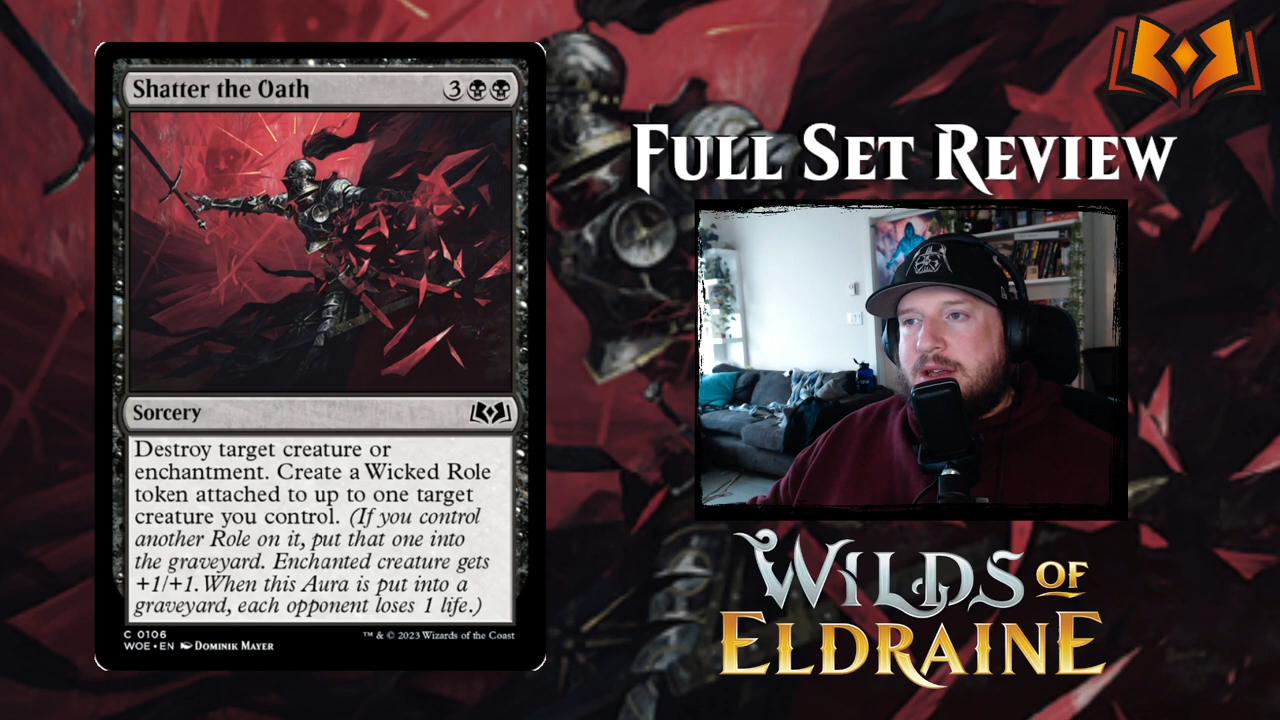 Shatter the Oath 3
Sorcery
Destroy target creature or
enchantment. Create a Wicked Role
token attached to up to one target
creature you control. (If you control
another Role on it, put that one into
the graveyard. Enchanted creature gets
+1/+1. When this Aura is put into a
graveyard, each opponent loses 1 life.)
C 0106
WOE • EN DOMINIK MAYER
™ & © 2023 Wizards of the Coast
FULL SET REVIEW
WILDS OF
ELDRAINE